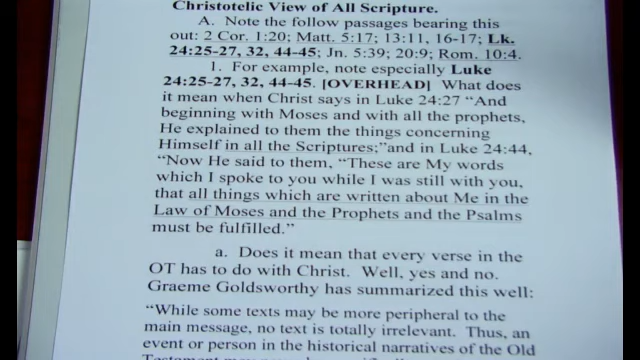 Christotelic View of All Scripture.
A. Note the follow passages bearing this
out: 2 Cor. 1:20; Matt. 5:17; 13:11, 16-17; Lk.
24:25-27, 32, 44-45; Jn. 5:39; 20:9; Rom. 10:4.
1. For example, note especially Luke
24:25-27, 32, 44-45. [OVERHEAD] What does
it mean when Christ says in Luke 24:27 “And
beginning with Moses and with all the prophets,
He explained to them the things concerning
Himself in all the Scriptures;”and in Luke 24:44,
“Now He said to them, “These are My words
which I spoke to you while I was still with you,
that all things which are written about Me in the
Law of Moses and the Prophets and the Psalms
must be fulfilled.”
a. Does it mean that every verse in the
OT has to do with Christ. Well, yes and no.
Graeme Goldsworthy has summarized this well:
“While some texts may be more peripheral to the
main message, no text is totally irrelevant. Thus, an
event or person in the historical narratives of the Old